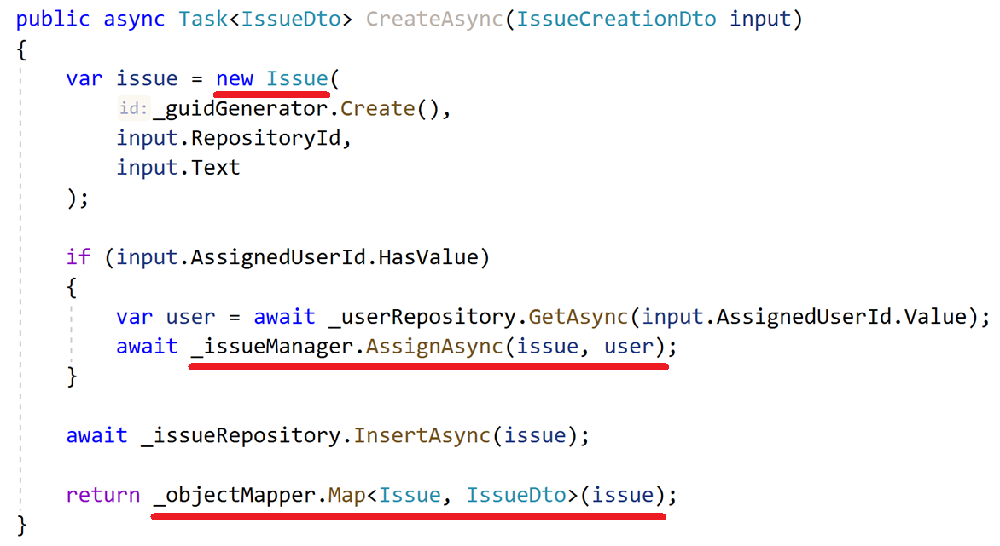 public async Task<IssueDto> CreateAsync(IssueCreationDto input)
{
    var issue = new Issue(
        id: _guidGenerator.Create(),
        input.RepositoryId,
        input.Text
    );
    if (input.AssignedUserId.HasValue)
    {
        var user = await _userRepository.GetAsync(input.AssignedUserId.Value);
        await _issueManager.AssignAsync(issue, user);
    }
    await _issueRepository.InsertAsync(issue);
    return _objectMapper.Map<Issue, IssueDto>(issue);
}